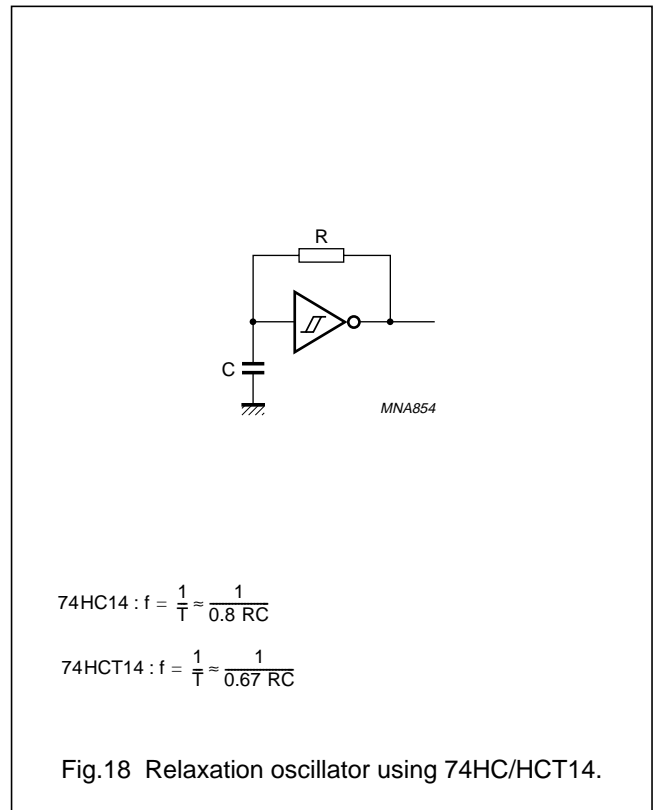 R
C
MNA854
74HC14 : f = 1/T ≈ 1/0.8 RC
74HCT14 : f = 1/T ≈ 1/0.67 RC
Fig.18 Relaxation oscillator using 74HC/HCT14.